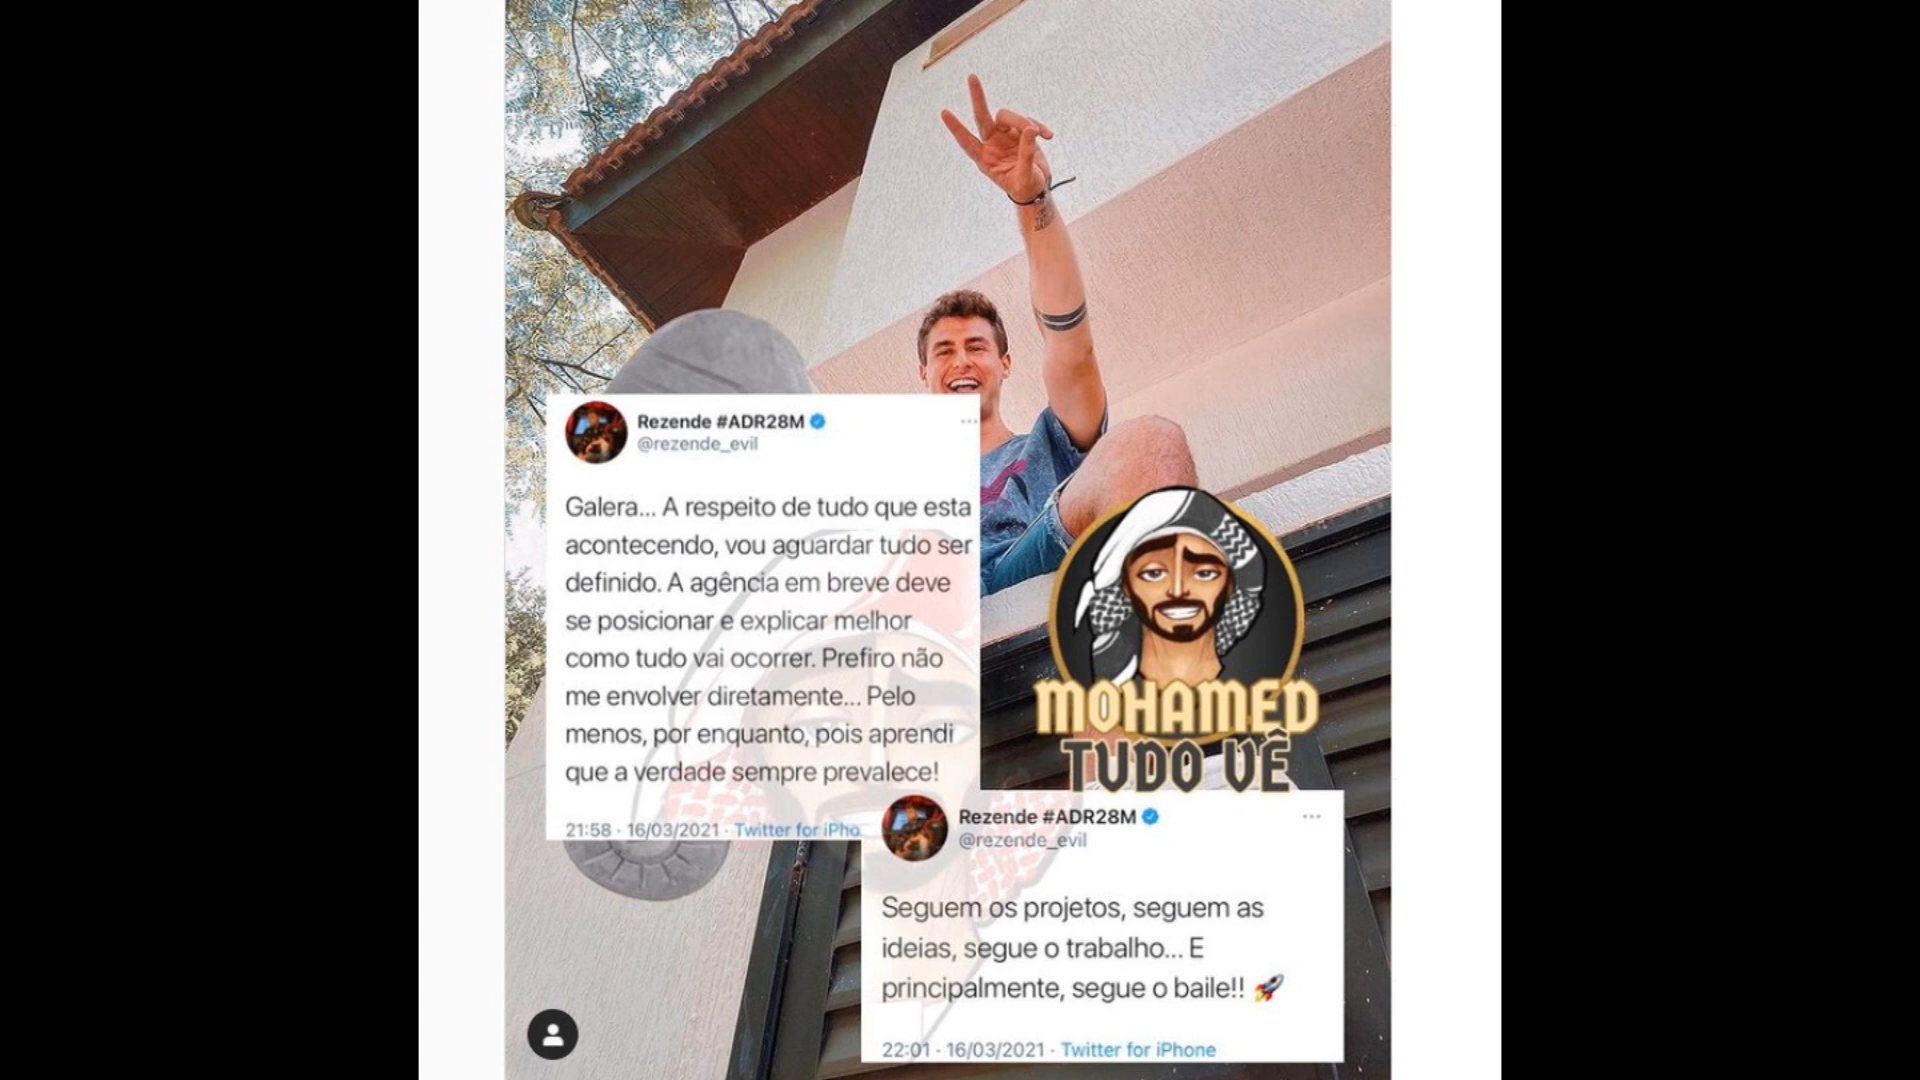 Rezende #ADR28M
@rezende_evil
Galera... A respeito de tudo que esta
acontecendo, vou aguardar tudo ser
definido. A agência em breve deve
se posicionar e explicar melhor
como tudo vai ocorrer. Prefiro não
me envolver diretamente... Pelo
menos, por enquanto, pois aprendi
que a verdade sempre prevalece!
21:58 · 16/03/2021 · Twitter for iPho
MOHAMED
TUDO VÊ
Rezende #ADR28M
@rezende_evil
Seguem os projetos, seguem as
ideias, segue o trabalho... E
principalmente, segue o baile!! 🚀
22:01 · 16/03/2021 · Twitter for iPhone